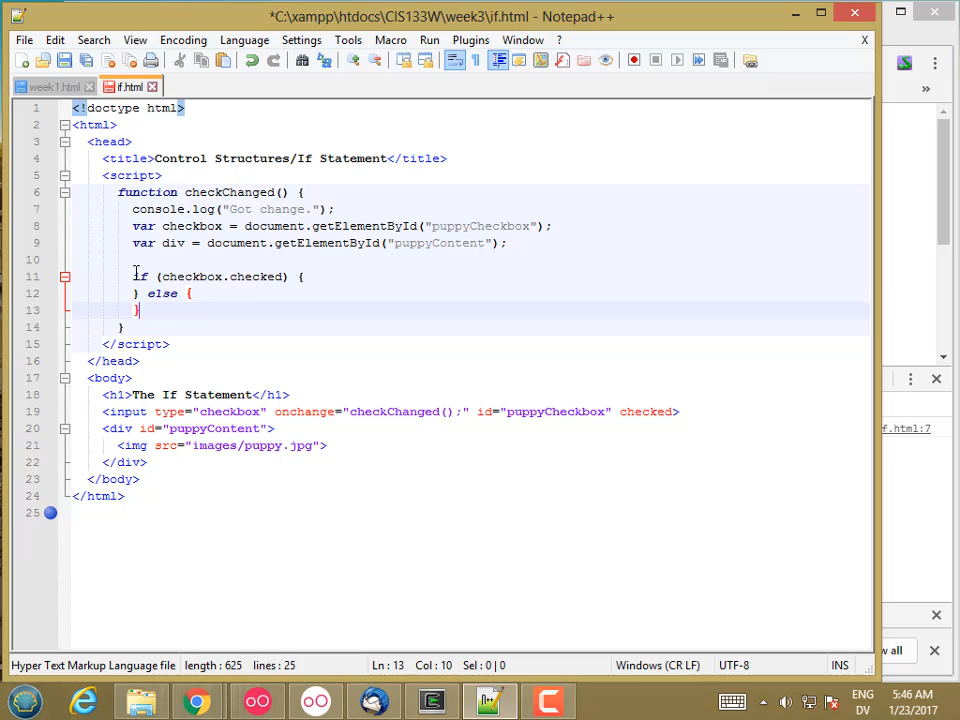 *C:\xampp\htdocs\CIS133W\week3\if.html - Notepad++
File Edit Search View Encoding Language Settings Tools Macro Run Plugins Window ? X
week1.html if.html
1 <!doctype html>
2 <html>
3 <head>
4 <title>Control Structures/If Statement</title>
5 <script>
6 function checkChanged() {
7 console.log("Got change.");
8 var checkbox = document.getElementById("puppyCheckbox");
9 var div = document.getElementById("puppyContent");
10
11 if (checkbox.checked) {
12 } else {
13 }
14 }
15 </script>
16 </head>
17 <body>
18 <h1>The If Statement</h1>
19 <input type="checkbox" onchange="checkChanged();" id="puppyCheckbox" checked>
20 <div id="puppyContent">
21 <img src="images/puppy.jpg">
22 </div>
23 </body>
24 </html>
25
f.html:7
w all
Hyper Text Markup Language file length : 625 lines : 25 Ln : 13 Col : 10 Sel : 0 | 0 Windows (CR LF) UTF-8 INS
ENG 5:46 AM
DV 1/23/2017